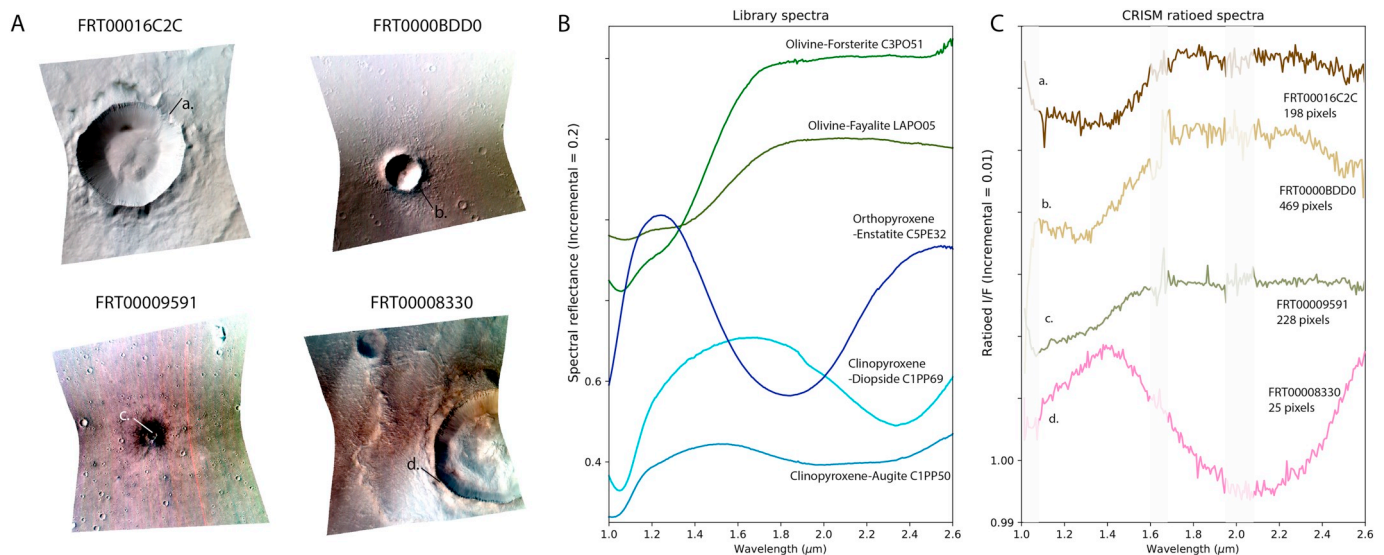 A
FRT00016C2C
a.
FRT0000BDD0
b.
FRT00009591
c.
FRT00008330
d.
B
Library spectra
Spectral reflectance (Incremental = 0.2)
0.6
0.4
Olivine-Forsterite C3PO51
Olivine-Fayalite LAPO05
Orthopyroxene
-Enstatite C5PE32
Clinopyroxene
-Diopside C1PP69
Clinopyroxene-Augite C1PP50
1.0 1.2 1.4 1.6 1.8 2.0 2.2 2.4 2.6
Wavelength (μm)
C
CRISM ratioed spectra
Ratioed I/F (Incremental = 0.01)
1.00
0.99
a.
FRT00016C2C
198 pixels
b.
FRT0000BDD0
469 pixels
c.
FRT00009591
228 pixels
d.
FRT00008330
25 pixels
1.0 1.2 1.4 1.6 1.8 2.0 2.2 2.4 2.6
Wavelength (μm)